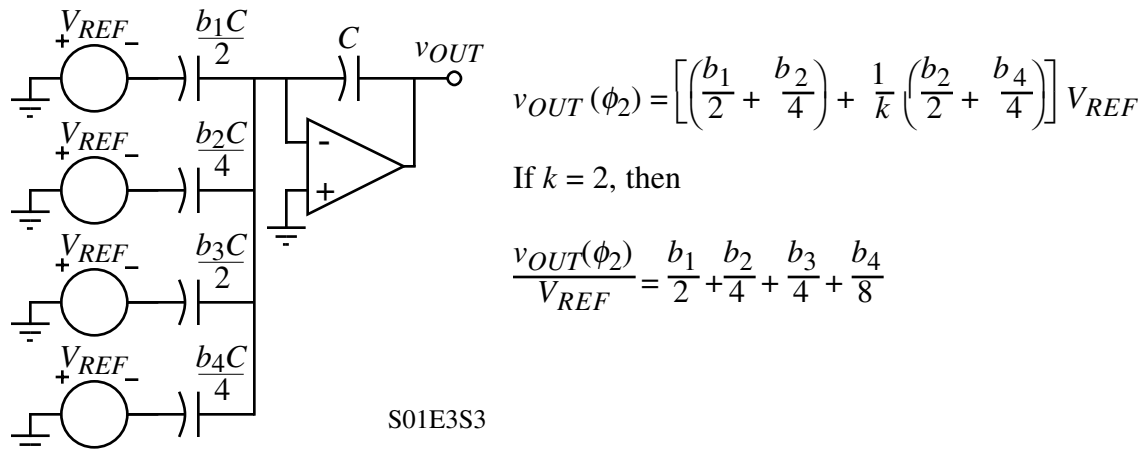 V_REF
+ -
b_1C/2
C
v_OUT
- +
V_REF
+ -
b_2C/4
V_REF
+ -
b_3C/2
V_REF
+ -
b_4C/4
S01E3S3
v_OUT (ϕ_2) = [(b_1/2 + b_2/4) + 1/k (b_2/2 + b_4/4)] V_REF
If k = 2, then
v_OUT(ϕ_2)/V_REF = b_1/2 + b_2/4 + b_3/4 + b_4/8